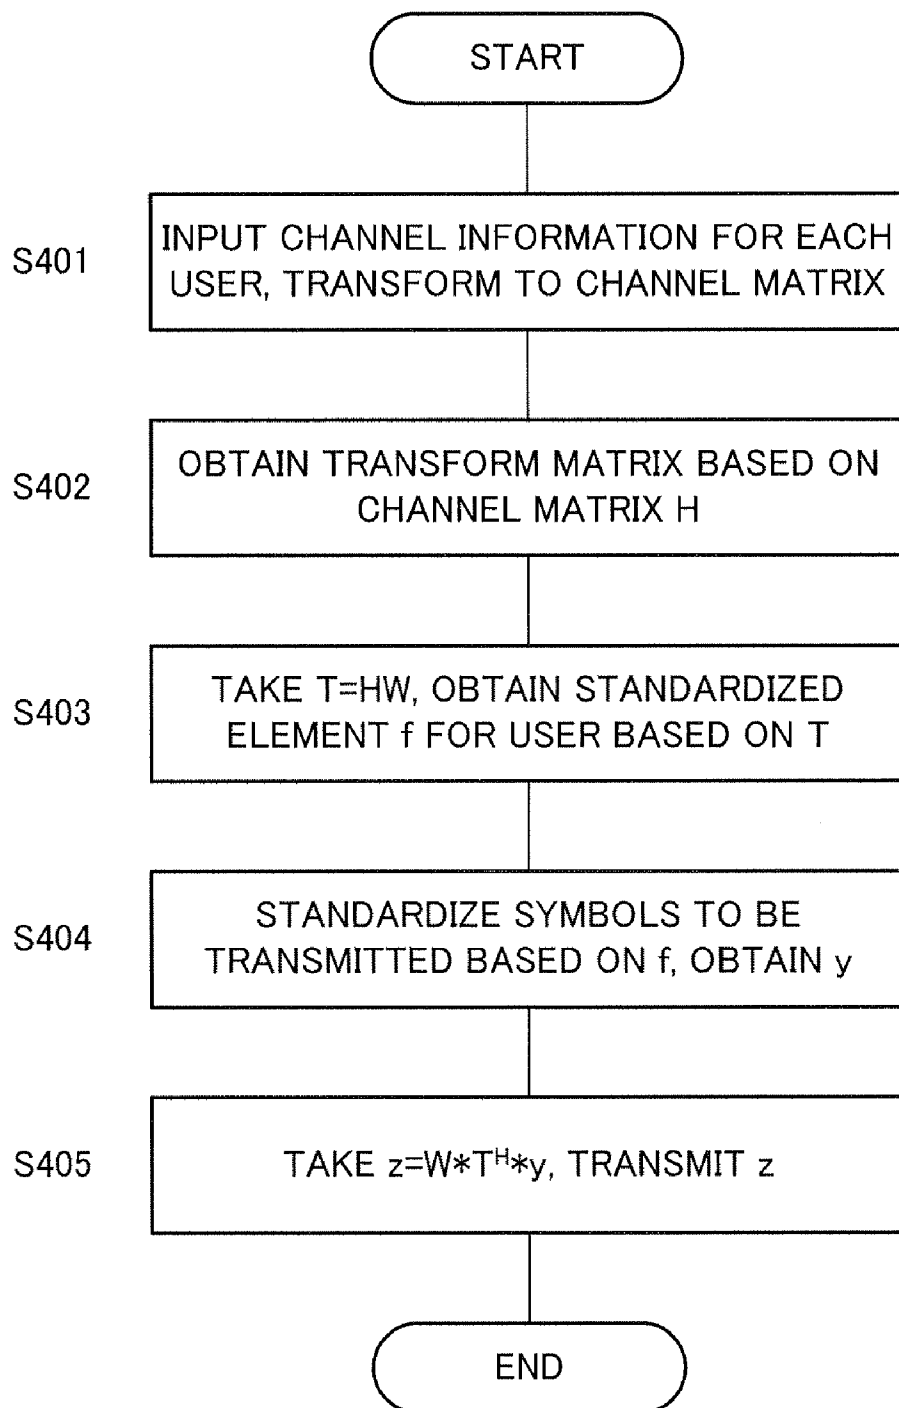 START
S401
INPUT CHANNEL INFORMATION FOR EACH
USER, TRANSFORM TO CHANNEL MATRIX
S402
OBTAIN TRANSFORM MATRIX BASED ON
CHANNEL MATRIX H
S403
TAKE T=HW, OBTAIN STANDARDIZED
ELEMENT f FOR USER BASED ON T
S404
STANDARDIZE SYMBOLS TO BE
TRANSMITTED BASED ON f, OBTAIN y
S405
TAKE z=W*Tᴴ*y, TRANSMIT z
END